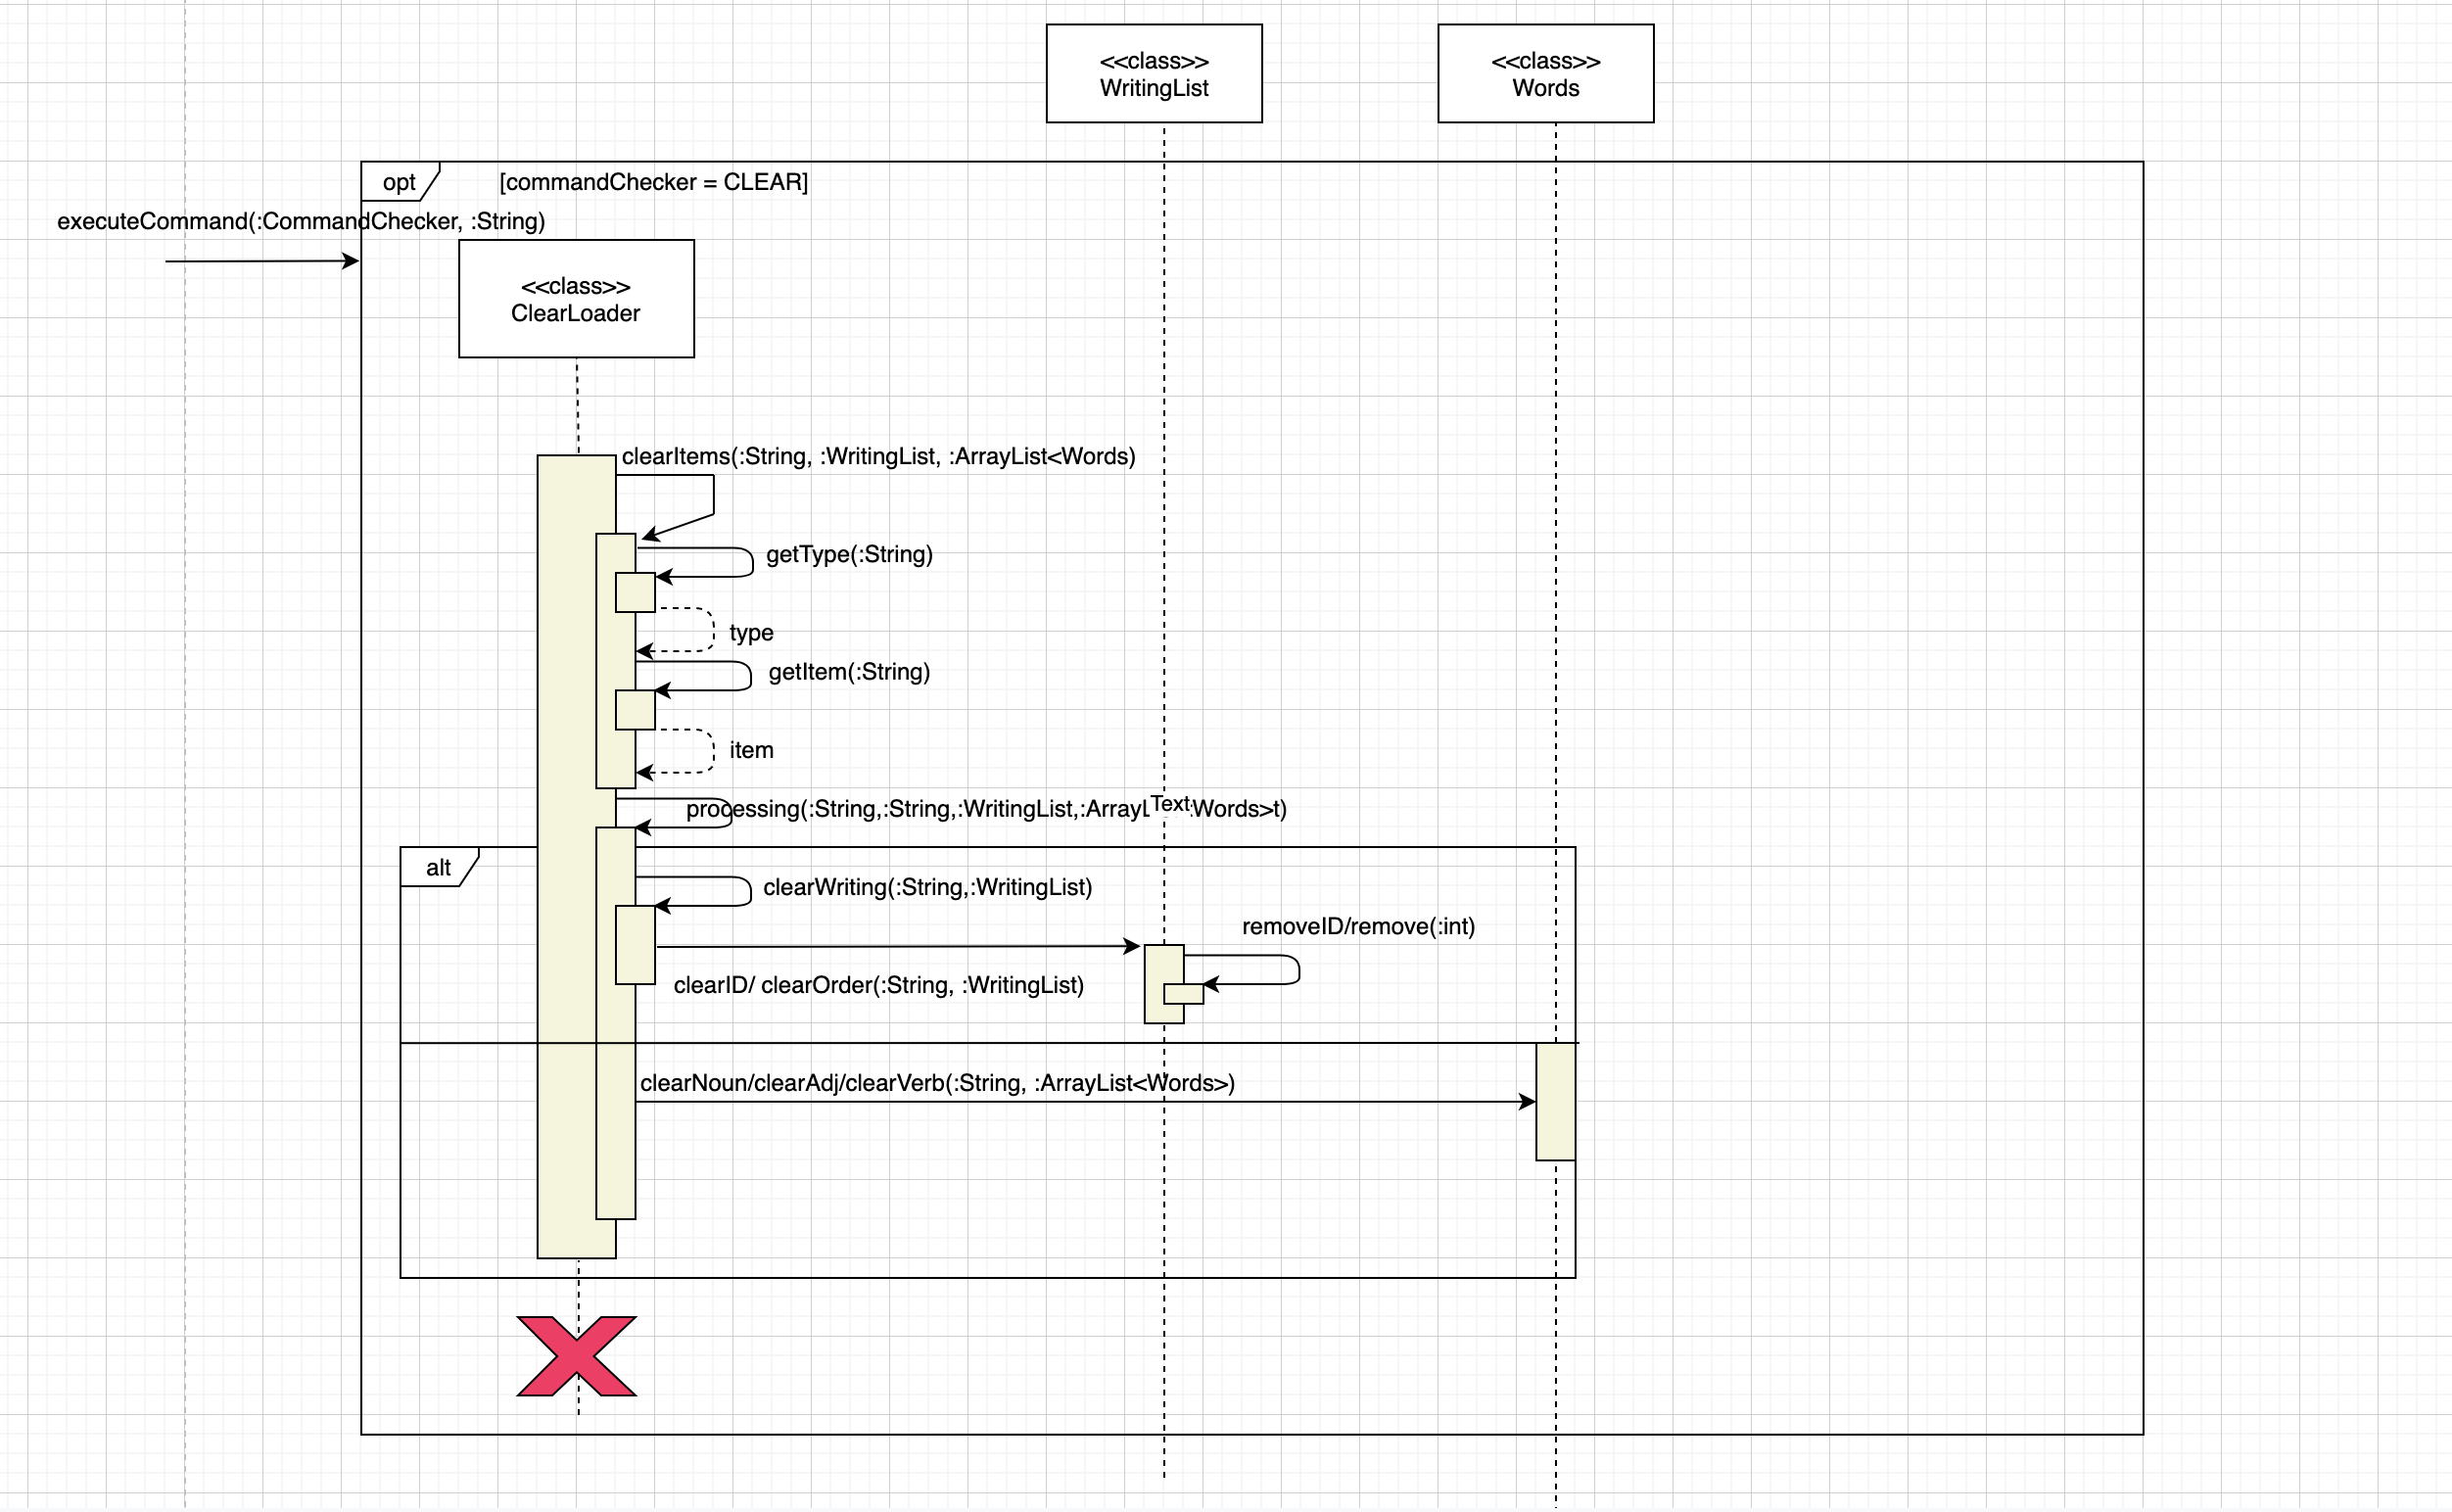 <<class>>
WritingList
<<class>>
Words
opt
[commandChecker = CLEAR]
executeCommand(:CommandChecker, :String)
<<class>>
ClearLoader
clearItems(:String, :WritingList, :ArrayList<Words)
getType(:String)
type
getItem(:String)
item
processing(:String,:String,:WritingList,:ArrayL
Text
Words>t)
alt
clearWriting(:String,:WritingList)
removeID/remove(:int)
clearID/ clearOrder(:String, :WritingList)
clearNoun/clearAdj/clearVerb(:String, :ArrayList<Words>)